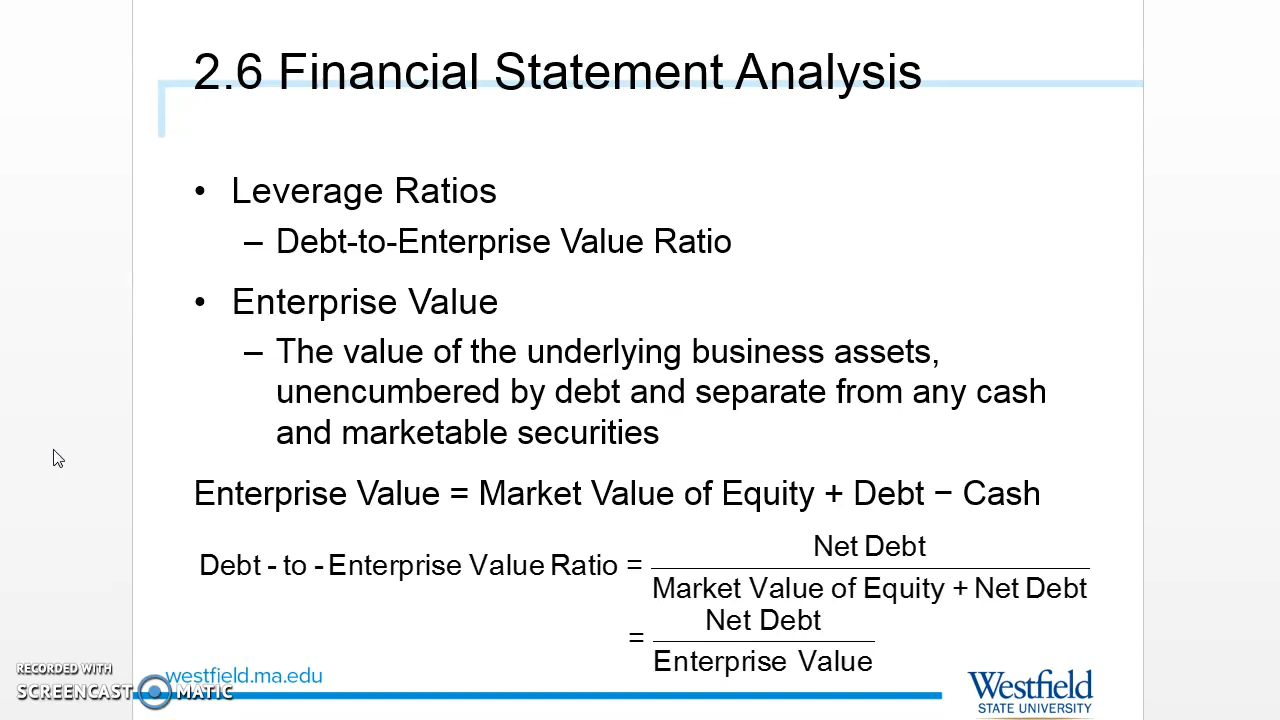 2.6 Financial Statement Analysis
• Leverage Ratios
– Debt-to-Enterprise Value Ratio
• Enterprise Value
– The value of the underlying business assets,
unencumbered by debt and separate from any cash
and marketable securities
Enterprise Value = Market Value of Equity + Debt − Cash
Net Debt
Debt - to - Enterprise Value Ratio =
Market Value of Equity + Net Debt
Net Debt
=
Enterprise Value
RECORDED WITH
SCREENCAST MATIC
westfield.ma.edu
Westfield
STATE UNIVERSITY